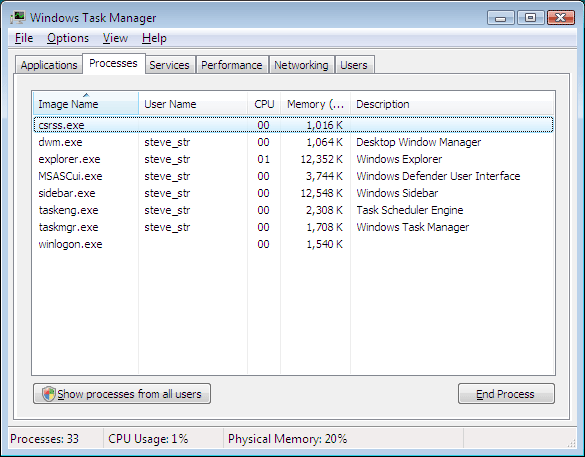 Windows Task Manager
File Options View Help
Applications Processes Services Performance Networking Users
Image Name User Name CPU Memory (... Description
csrss.exe 00 1,016 K
dwm.exe steve_str 00 1,064 K Desktop Window Manager
explorer.exe steve_str 01 12,352 K Windows Explorer
MSASCui.exe steve_str 00 3,744 K Windows Defender User Interface
sidebar.exe steve_str 00 12,548 K Windows Sidebar
taskeng.exe steve_str 00 2,308 K Task Scheduler Engine
taskmgr.exe steve_str 00 1,708 K Windows Task Manager
winlogon.exe 00 1,540 K
Show processes from all users End Process
Processes: 33 CPU Usage: 1% Physical Memory: 20%